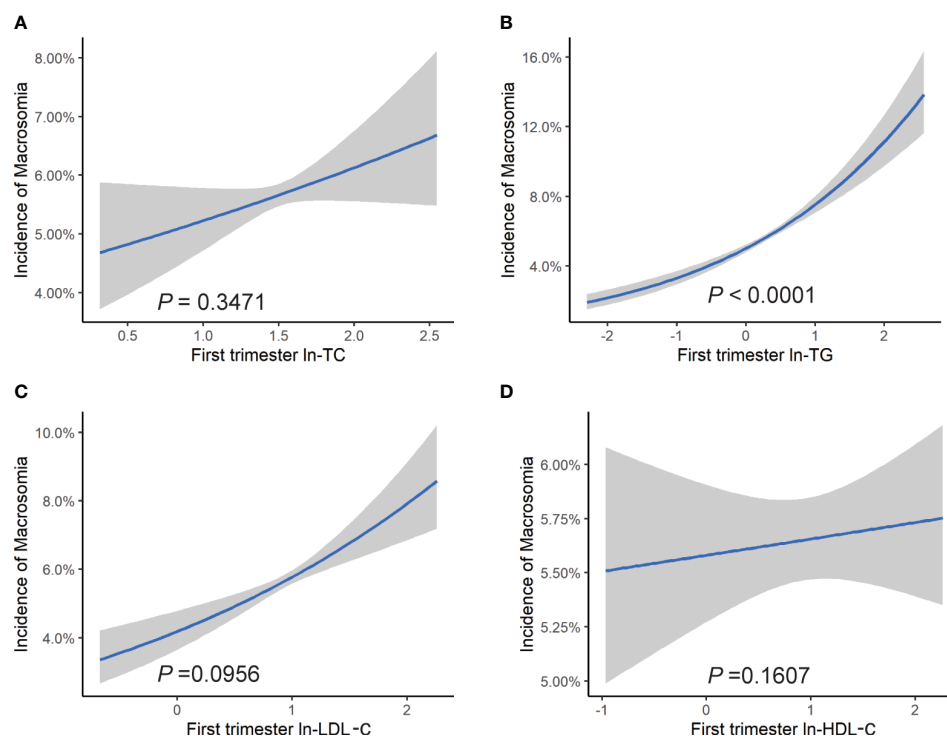 A
Incidence of Macrosomia
8.00%
7.00%
6.00%
5.00%
4.00%
P = 0.3471
0.5 1.0 1.5 2.0 2.5
First trimester ln-TC
B
Incidence of Macrosomia
16.0%
12.0%
8.0%
4.0%
P < 0.0001
-2 -1 0 1 2
First trimester ln-TG
C
Incidence of Macrosomia
10.0%
8.0%
6.0%
4.0%
P =0.0956
0 1 2
First trimester ln-LDL-C
D
Incidence of Macrosomia
6.00%
5.75%
5.50%
5.25%
5.00%
P =0.1607
-1 0 1 2
First trimester ln-HDL-C